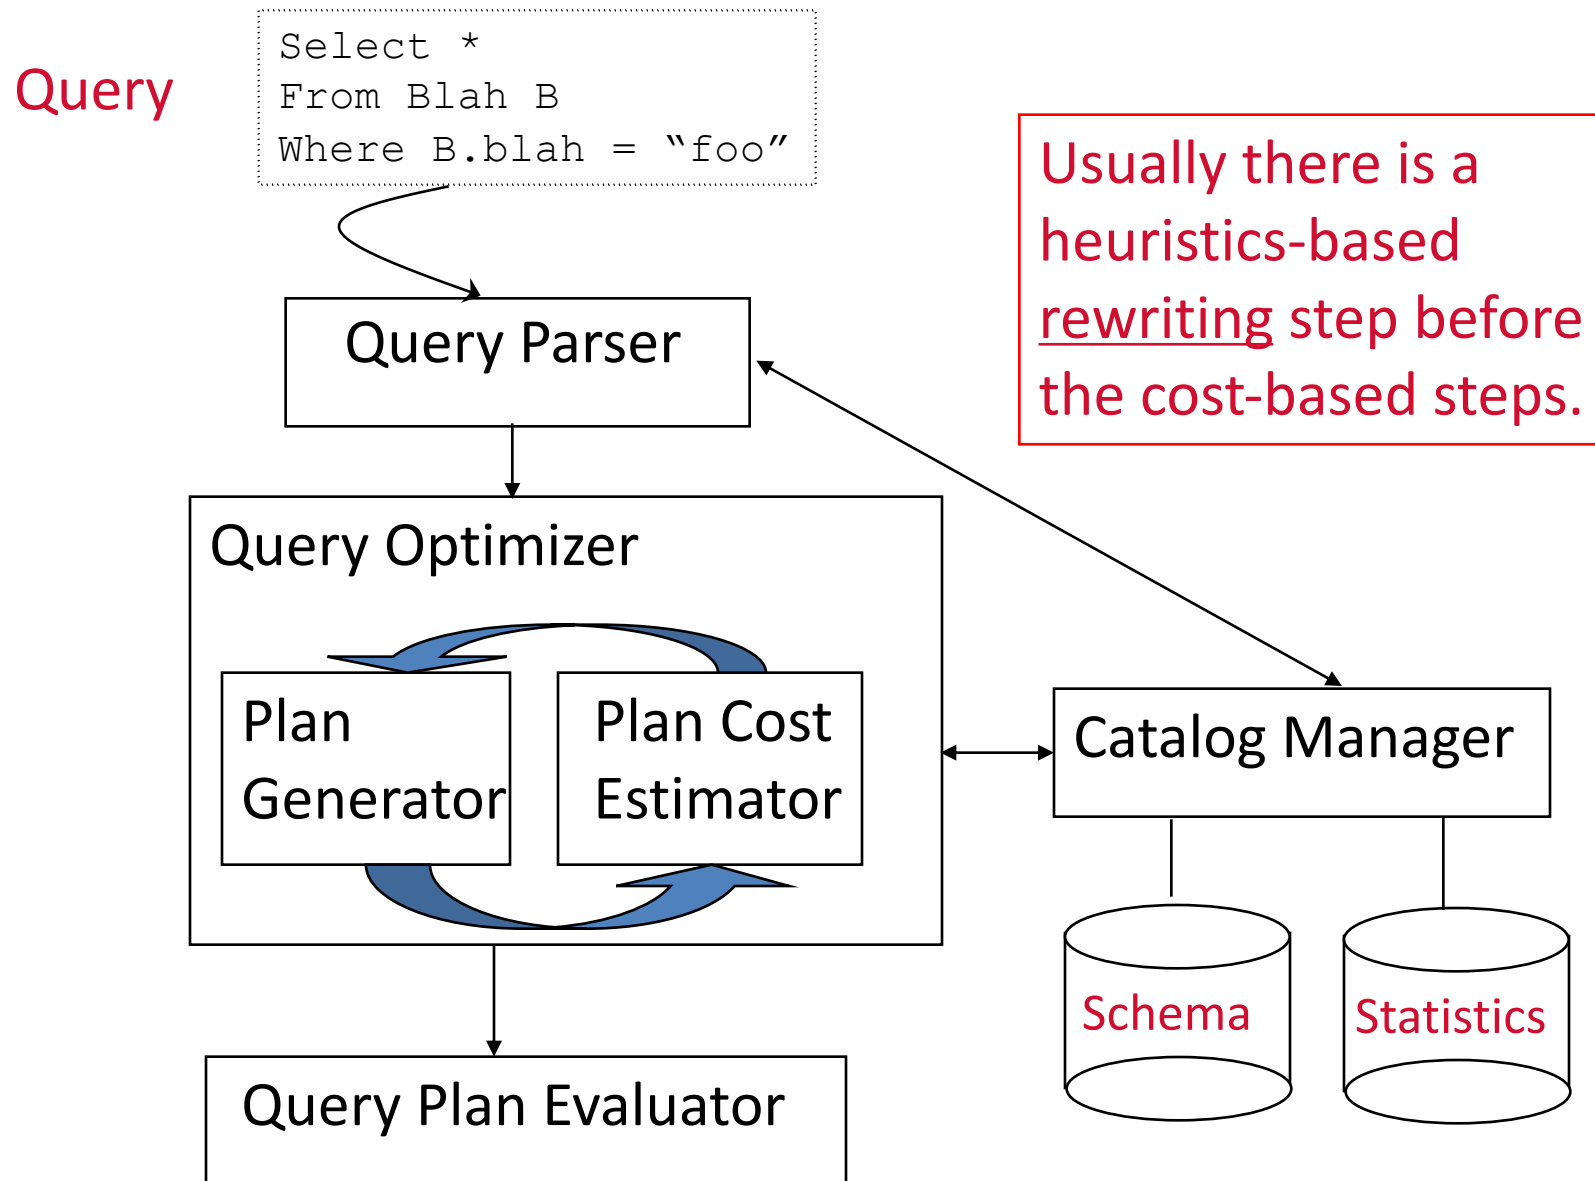 Query
Select *
From Blah B
Where B.blah = “foo”
Usually there is a
heuristics-based
rewriting step before
the cost-based steps.
Query Parser
Query Optimizer
Plan
Generator
Plan Cost
Estimator
Catalog Manager
Schema
Statistics
Query Plan Evaluator